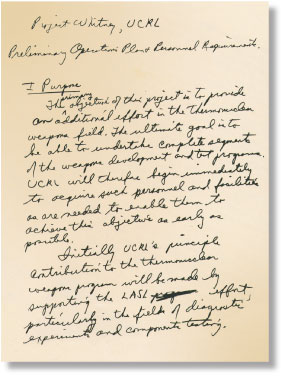 Project Whitney, UCRL
Preliminary Operations Plan & Personnel Requirements.
I Purpose
primary
The objective of this project is to provide
an additional effort in the thermonuclear
weapons field. The ultimate goal is to
be able to undertake complete segments
of the weapons development and test programs.
UCRL will therefore begin immediately
to acquire such personnel and facilities
as are needed to enable them to
achieve this objective as early as
possible.
Initially UCRL's principle
contribution to the thermonuclear
weapon program will be made by
supporting the LASL effort,
particularly in the fields of diagnostic
experiments and components testing.